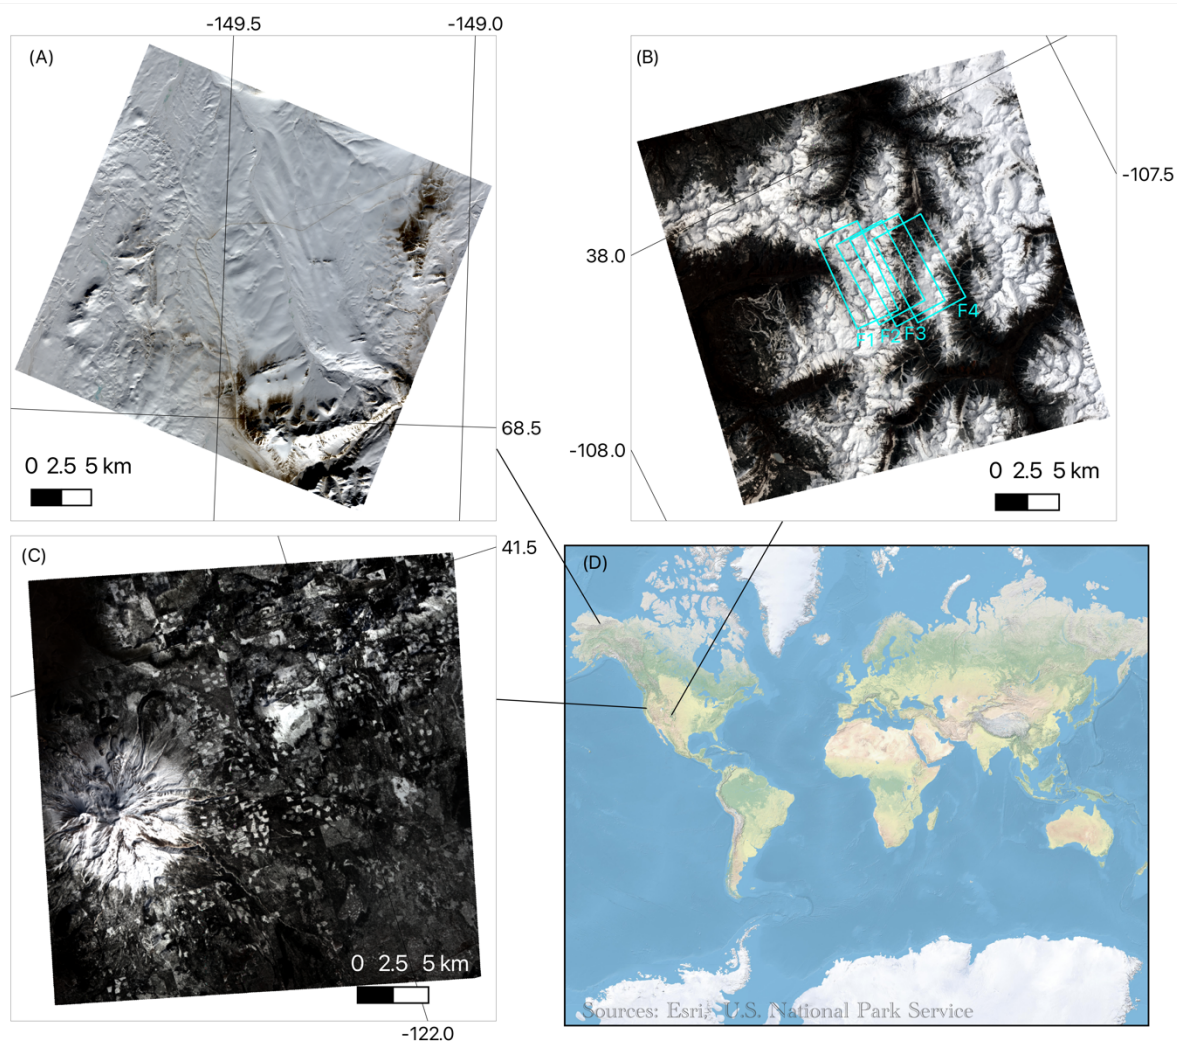 -149.5
-149.0
(A)
68.5
0 2.5 5 km
(B)
-107.5
38.0
F1
F2
F3
F4
-108.0
0 2.5 5 km
(C)
41.5
0 2.5 5 km
-122.0
(D)
Sources: Esri, U.S. National Park Service